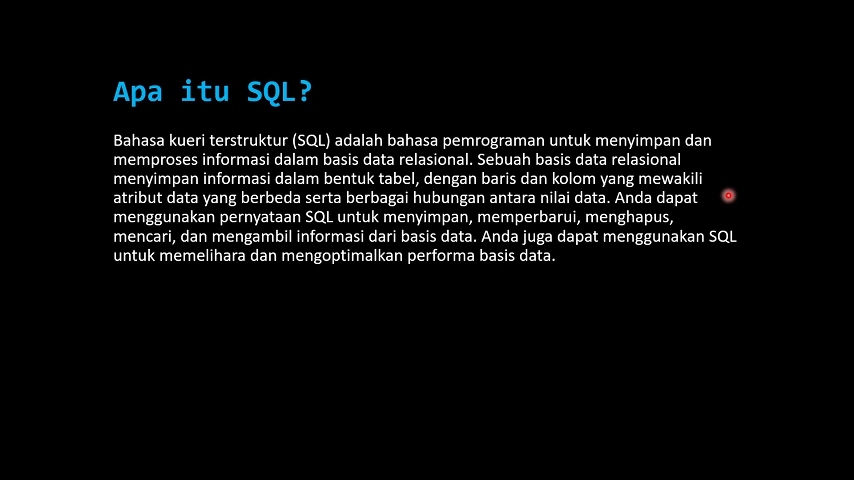 Apa itu SQL?
Bahasa kueri terstruktur (SQL) adalah bahasa pemrograman untuk menyimpan dan
memproses informasi dalam basis data relasional. Sebuah basis data relasional
menyimpan informasi dalam bentuk tabel, dengan baris dan kolom yang mewakili
atribut data yang berbeda serta berbagai hubungan antara nilai data. Anda dapat
menggunakan pernyataan SQL untuk menyimpan, memperbarui, menghapus,
mencari, dan mengambil informasi dari basis data. Anda juga dapat menggunakan SQL
untuk memelihara dan mengoptimalkan performa basis data.